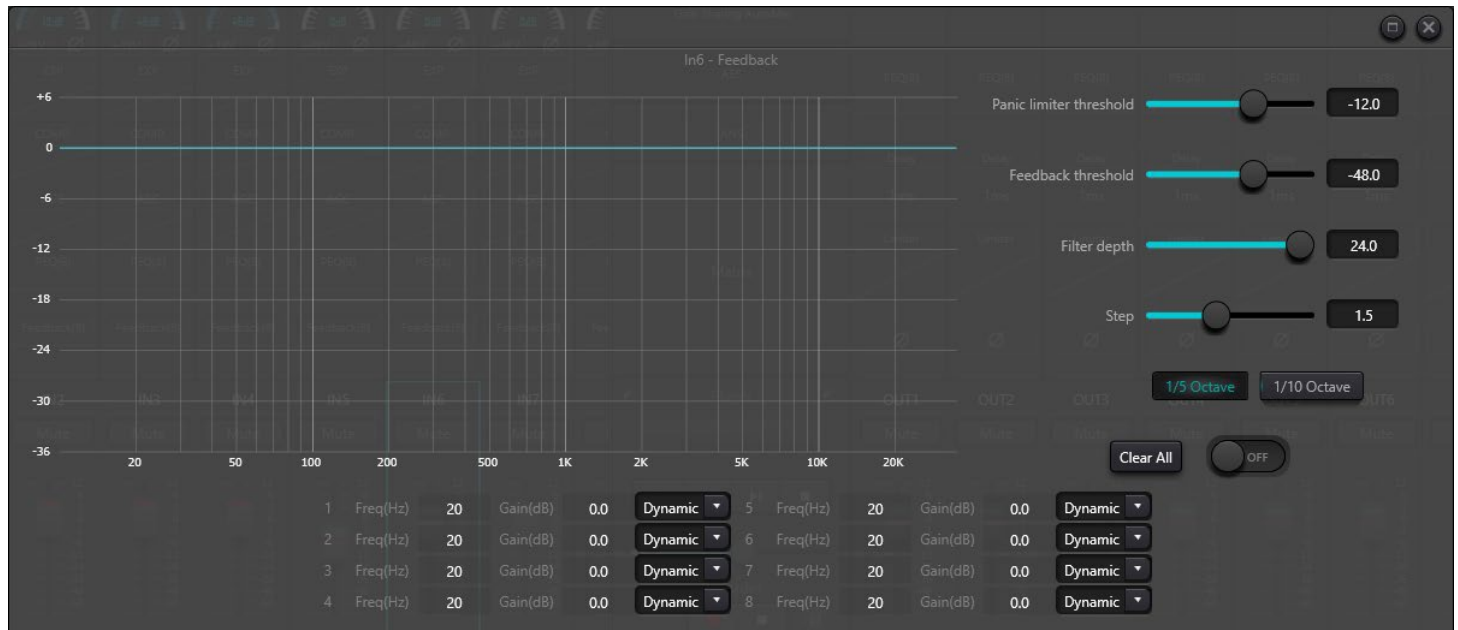 In6 - Feedback
+6
0
-6
-12
-18
-24
-30
-36
20 50 100 200 500 1K 2K 5K 10K 20K
Panic limiter threshold -12.0
Feedback threshold -48.0
Filter depth 24.0
Step 1.5
1/5 Octave 1/10 Octave
Clear All OFF
1 Freq(Hz) 20 Gain(dB) 0.0 Dynamic 5 Freq(Hz) 20 Gain(dB) 0.0 Dynamic
2 Freq(Hz) 20 Gain(dB) 0.0 Dynamic 6 Freq(Hz) 20 Gain(dB) 0.0 Dynamic
3 Freq(Hz) 20 Gain(dB) 0.0 Dynamic 7 Freq(Hz) 20 Gain(dB) 0.0 Dynamic
4 Freq(Hz) 20 Gain(dB) 0.0 Dynamic 8 Freq(Hz) 20 Gain(dB) 0.0 Dynamic